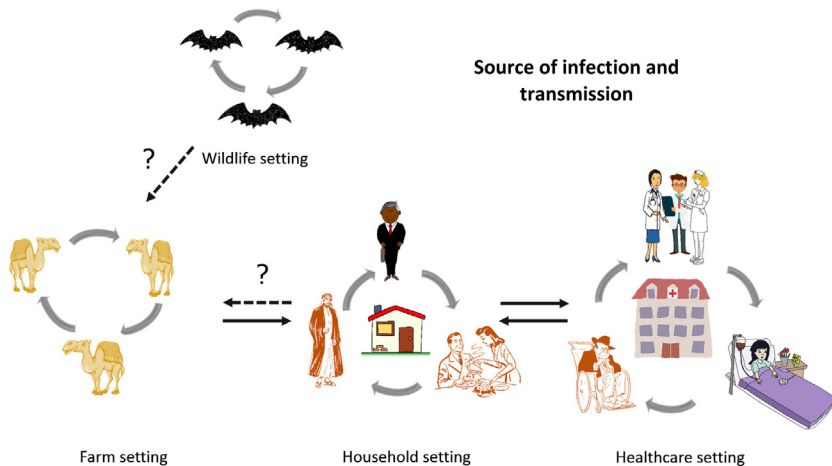 Source of infection and
transmission
?
Wildlife setting
?
Farm setting
Household setting
Healthcare setting